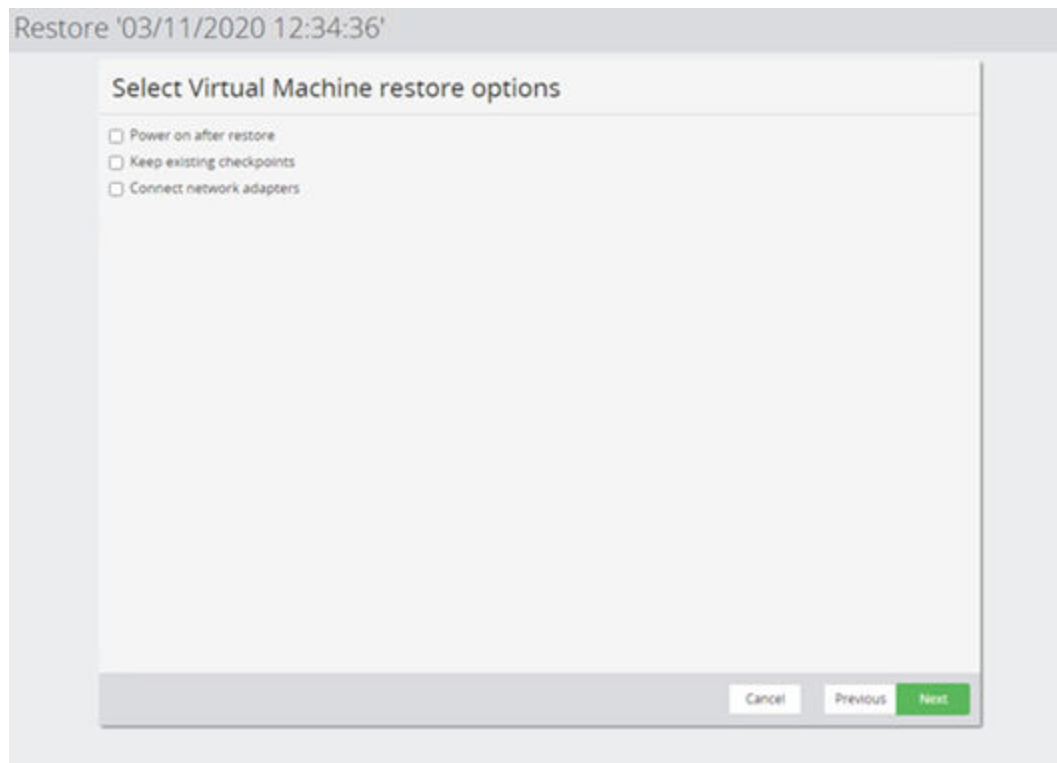 Restore '03/11/2020 12:34:36'
Select Virtual Machine restore options
Power on after restore
Keep existing checkpoints
Connect network adapters
Cancel Previous Next